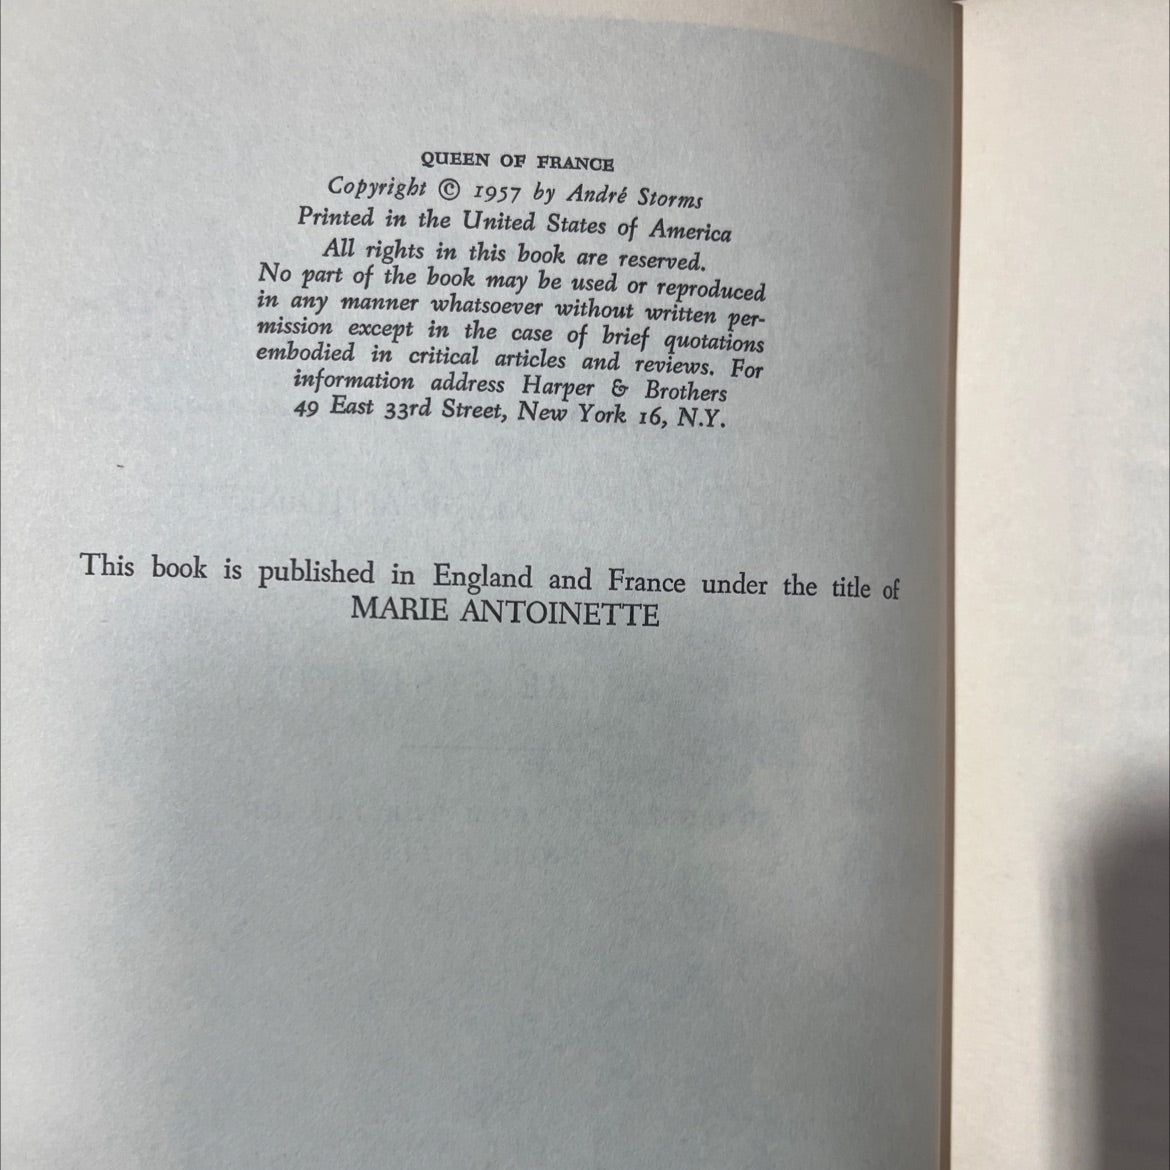 QUEEN OF FRANCE
Copyright © 1957 by André Storms
Printed in the United States of America
All rights in this book are reserved.
No part of the book may be used or reproduced
in any manner whatsoever without written per-
mission except in the case of brief quotations
embodied in critical articles and reviews. For
information address Harper & Brothers
49 East 33rd Street, New York 16, N.Y.
This book is published in England and France under the title of
MARIE ANTOINETTE